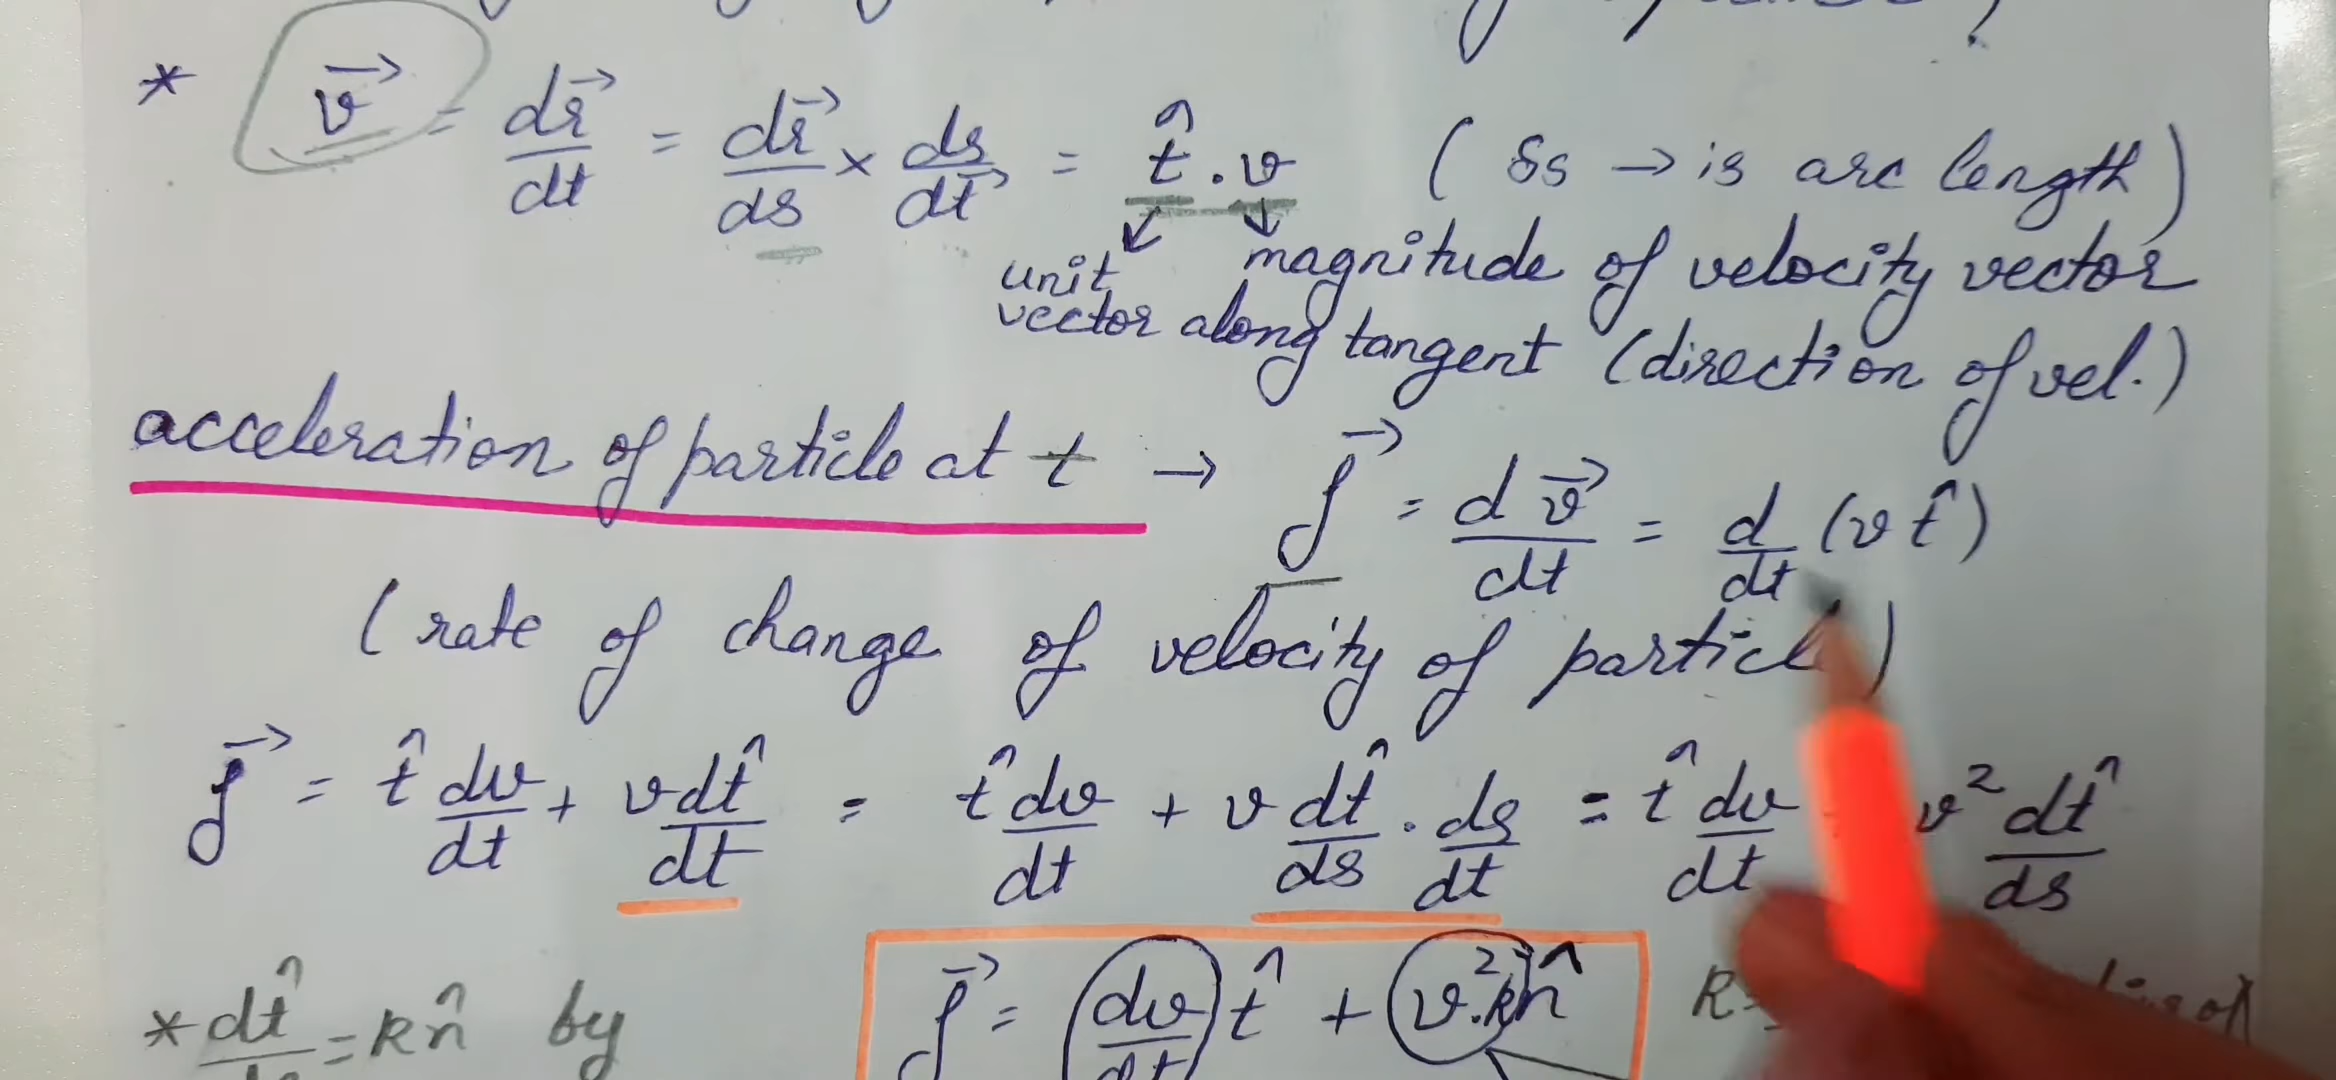 * v⃗ = dr⃗/dt = dr⃗/ds × ds/dt = t̂ . v ( δs → is arc length)
unit vector along tangent (direction of vel.)
magnitude of velocity vector
acceleration of particle at t → f⃗ = dv⃗/dt = d/dt (v t̂)
( rate of change of velocity of particle)
f⃗ = t̂ dv/dt + v dt̂/dt = t̂ dv/dt + v dt̂/ds . ds/dt = t̂ dv/dt v² dt̂/ds
* dt̂/ds = kn̂ by
f⃗ = (dv/dt) t̂ + v².k n̂